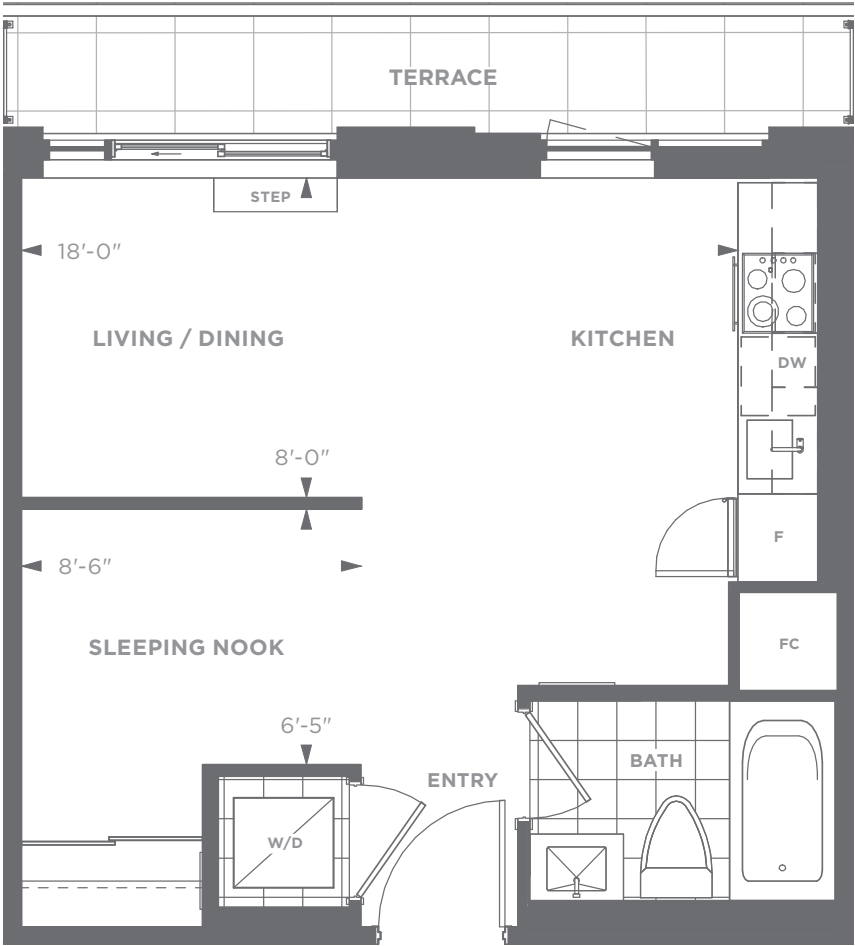 TERRACE
STEP
18'-0"
LIVING / DINING
KITCHEN
DW
8'-0"
F
8'-6"
SLEEPING NOOK
FC
6'-5"
BATH
ENTRY
W/D